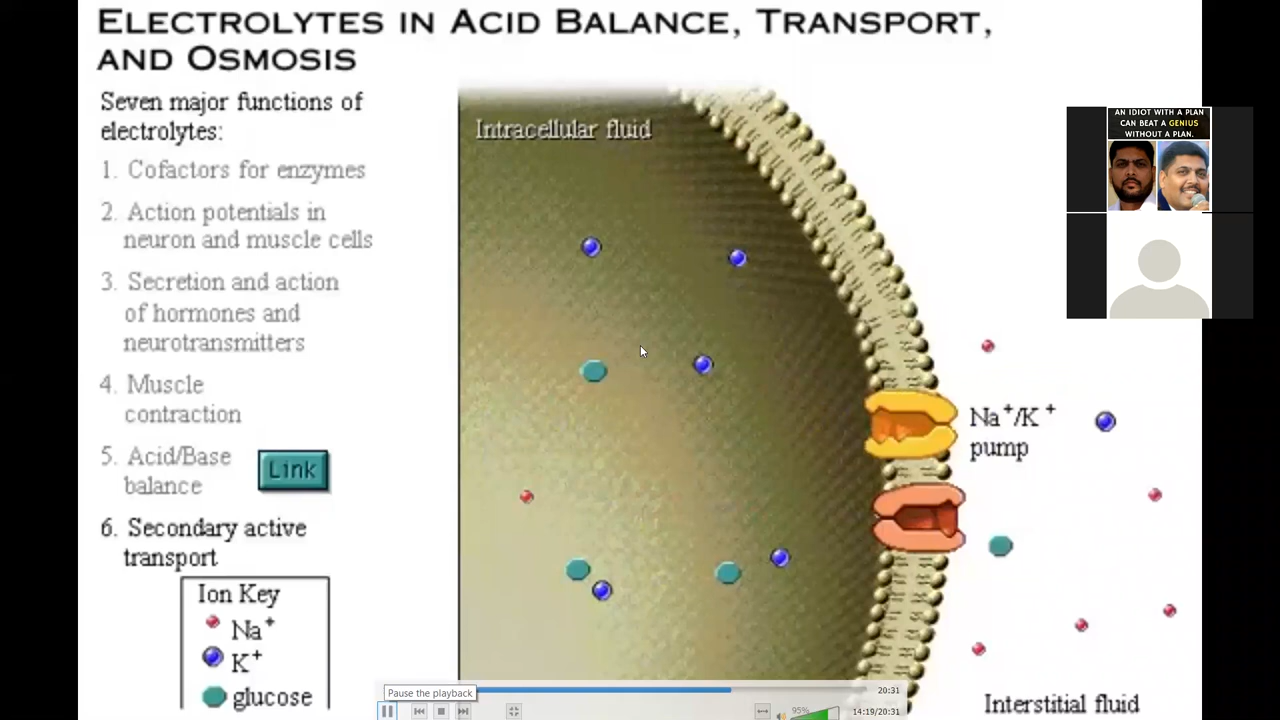 ELECTROLYTES IN ACID BALANCE, TRANSPORT,
AND OSMOSIS
Seven major functions of
electrolytes:
1. Cofactors for enzymes
2. Action potentials in
neuron and muscle cells
3. Secretion and action
of hormones and
neurotransmitters
4. Muscle
contraction
5. Acid/Base
balance
Link
6. Secondary active
transport
Ion Key
Na⁺
K⁺
glucose
Intracellular fluid
Na⁺/K⁺
pump
Interstitial fluid
AN IDIOT WITH A PLAN
CAN BEAT A GENIUS
WITHOUT A PLAN.
Pause the playback
20:31
95%
14:19/20:31